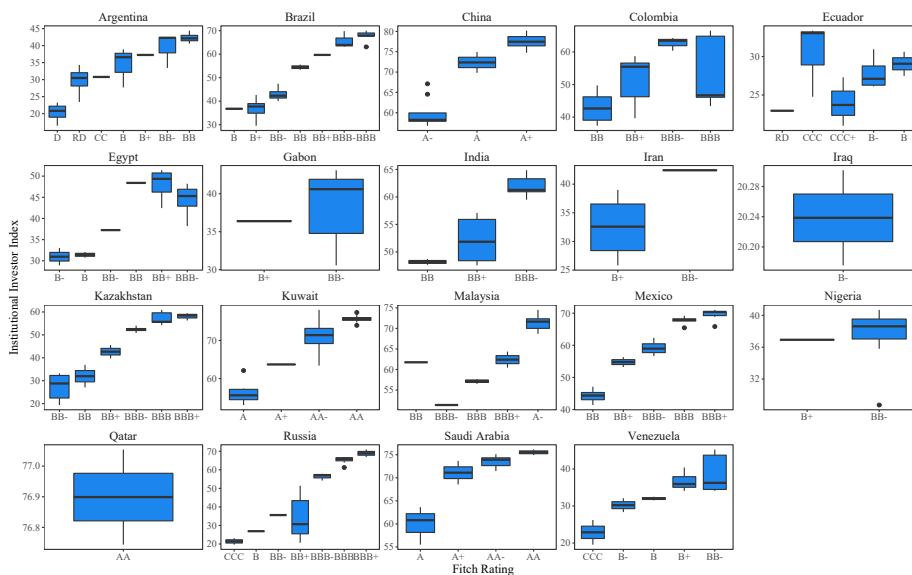 Argentina Brazil China Colombia Ecuador
45
40
35
30
25
20
D RD CC B B+ BB- BB
70
60
50
40
30
B B+ BB- BB BB+ BBB- BBB
80
75
70
65
60
A- A A+
60
50
40
BB BB+ BBB- BBB
30
RD CCC CCC+ B- B
Egypt Gabon India Iran Iraq
50
45
40
35
30
B- B BB- BB BB+ BBB-
40
35
30
B+ BB-
60
55
50
BB BB+ BBB-
40
35
30
25
B+ BB-
20.28
20.24
20.20
B-
Institutional Investor Index
Kazakhstan Kuwait Malaysia Mexico Nigeria
60
50
40
30
20
BB- BB BB+ BBB- BBB BBB+
70
60
A A+ AA- AA
70
65
60
55
BB BBB- BBB BBB+ A-
70
60
50
40
BB BB+ BBB- BBB BBB+
40
36
32
B+ BB-
Qatar Russia Saudi Arabia Venezuela
77.0
76.9
76.8
AA
70
60
50
40
30
20
CCC B BB- BB+ BBB- BBB BBB+
75
70
65
60
55
A A+ AA- AA
40
30
20
CCC B- B B+ BB-
Fitch Rating